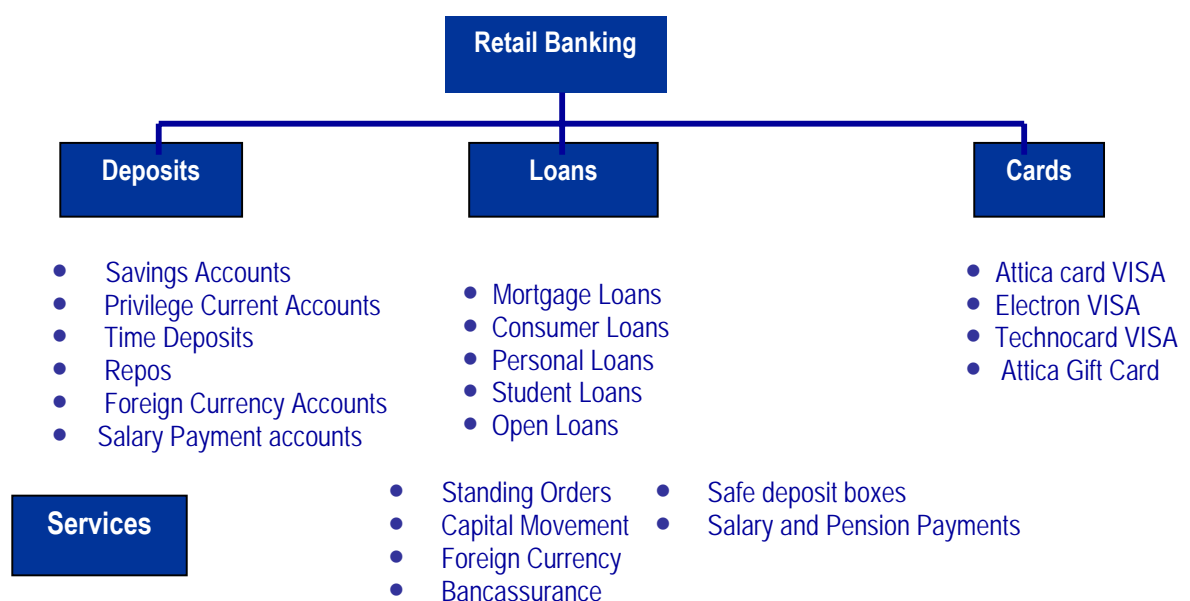 Retail Banking
Deposits
Loans
Cards
• Savings Accounts
• Privilege Current Accounts
• Time Deposits
• Repos
• Foreign Currency Accounts
• Salary Payment accounts
• Mortgage Loans
• Consumer Loans
• Personal Loans
• Student Loans
• Open Loans
• Attica card VISA
• Electron VISA
• Technocard VISA
• Attica Gift Card
Services
• Standing Orders
• Capital Movement
• Foreign Currency
• Bancassurance
• Safe deposit boxes
• Salary and Pension Payments